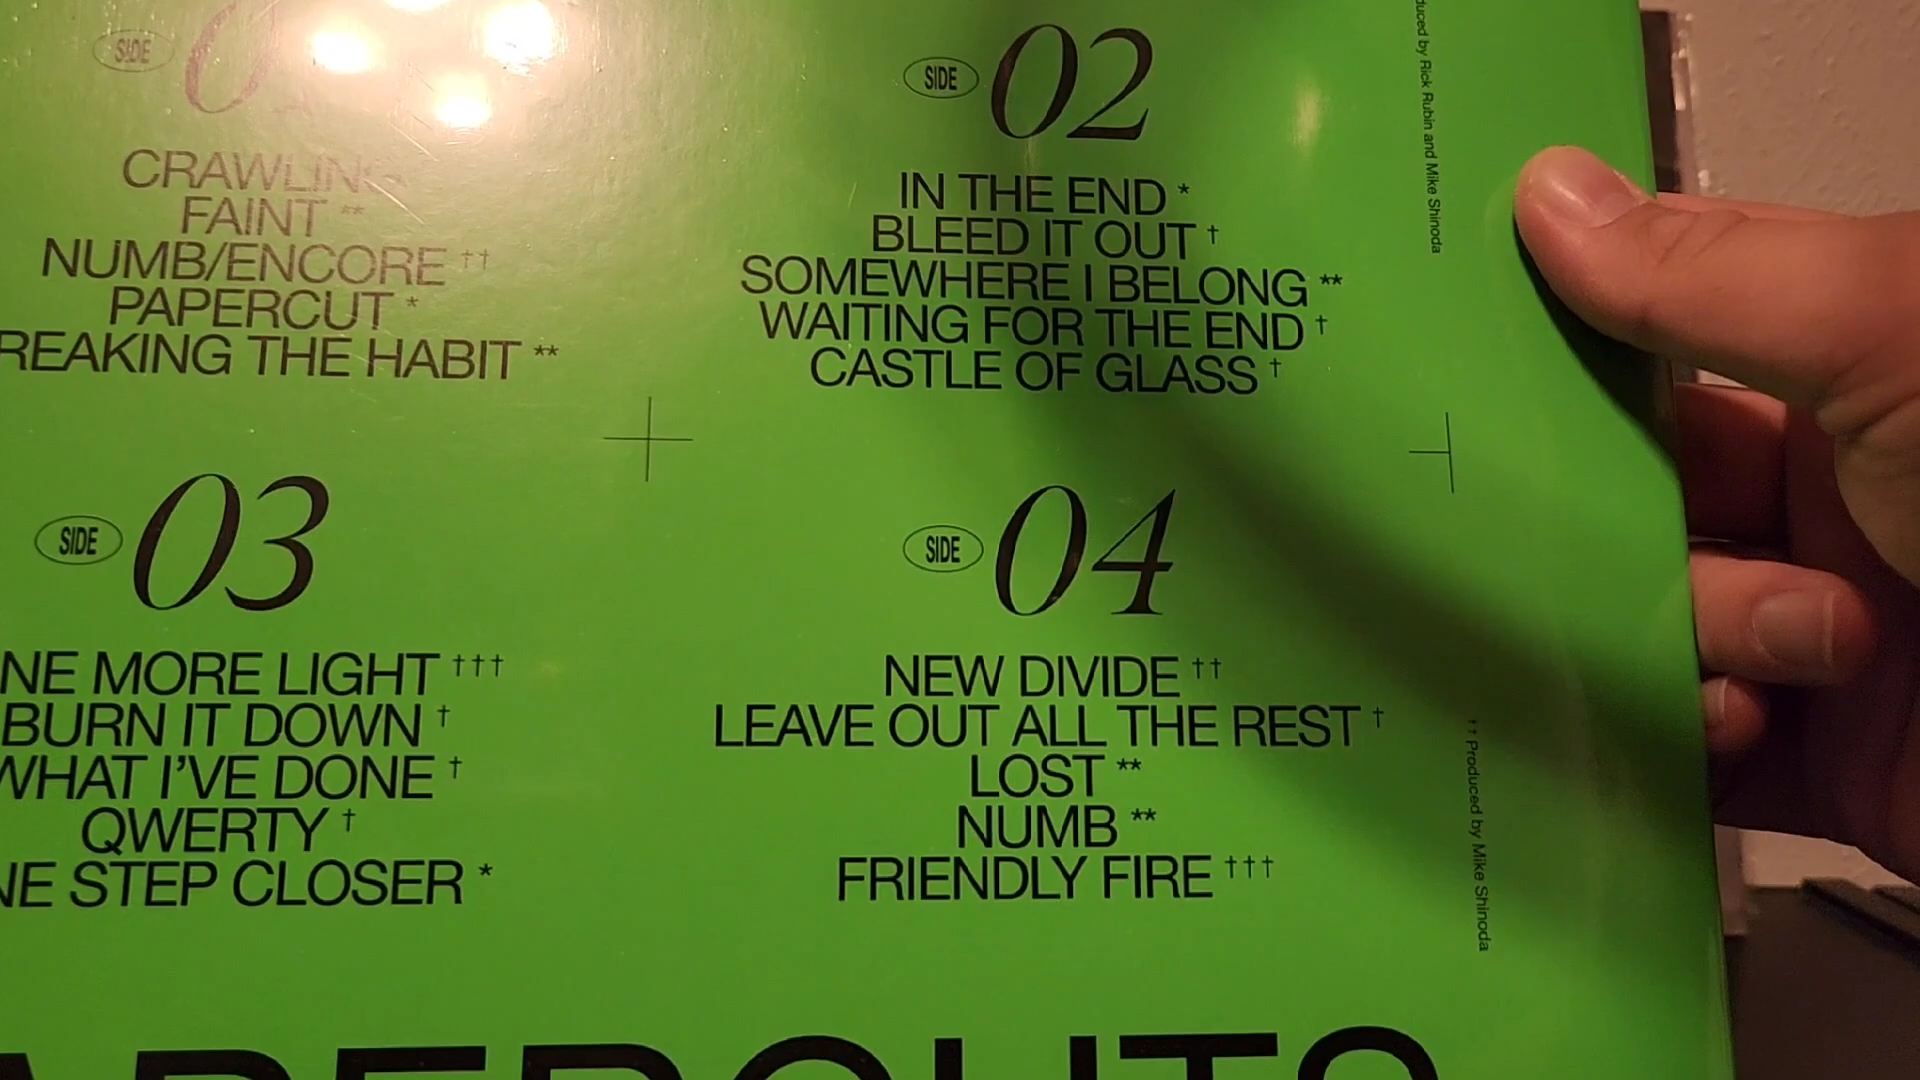 SIDE 01
CRAWLING
FAINT **
NUMB/ENCORE ††
PAPERCUT *
REAKING THE HABIT **
SIDE 02
IN THE END *
BLEED IT OUT †
SOMEWHERE I BELONG **
WAITING FOR THE END †
CASTLE OF GLASS †
SIDE 03
NE MORE LIGHT †††
BURN IT DOWN †
WHAT I'VE DONE †
QWERTY †
NE STEP CLOSER *
SIDE 04
NEW DIVIDE ††
LEAVE OUT ALL THE REST †
LOST **
NUMB **
FRIENDLY FIRE †††
duced by Rick Rubin and Mike Shinoda
†† Produced by Mike Shinoda
APERCUTS